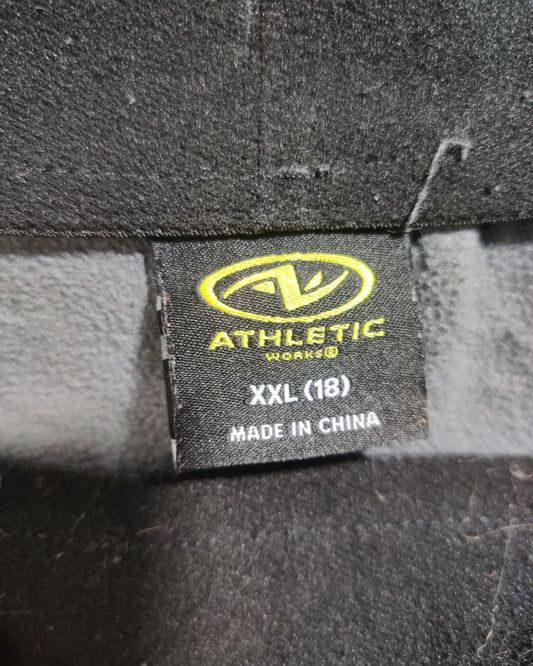 ATHLETIC
WORKS®
XXL (18)
MADE IN CHINA